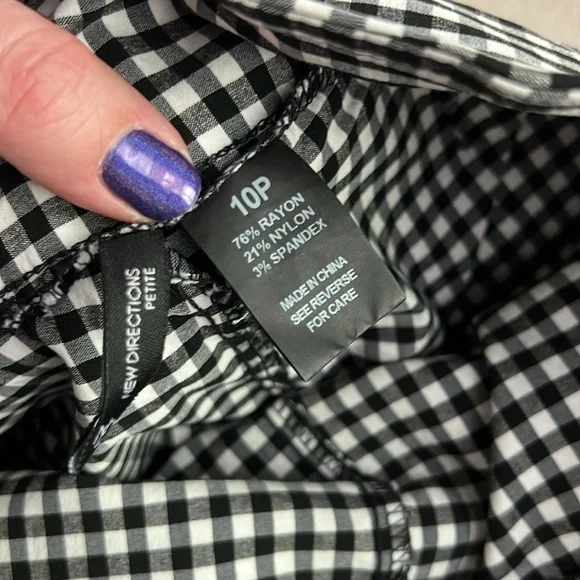 10P
76% RAYON
21% NYLON
3% SPANDEX
MADE IN CHINA
SEE REVERSE
FOR CARE
NEW DIRECTIONS
PETITE